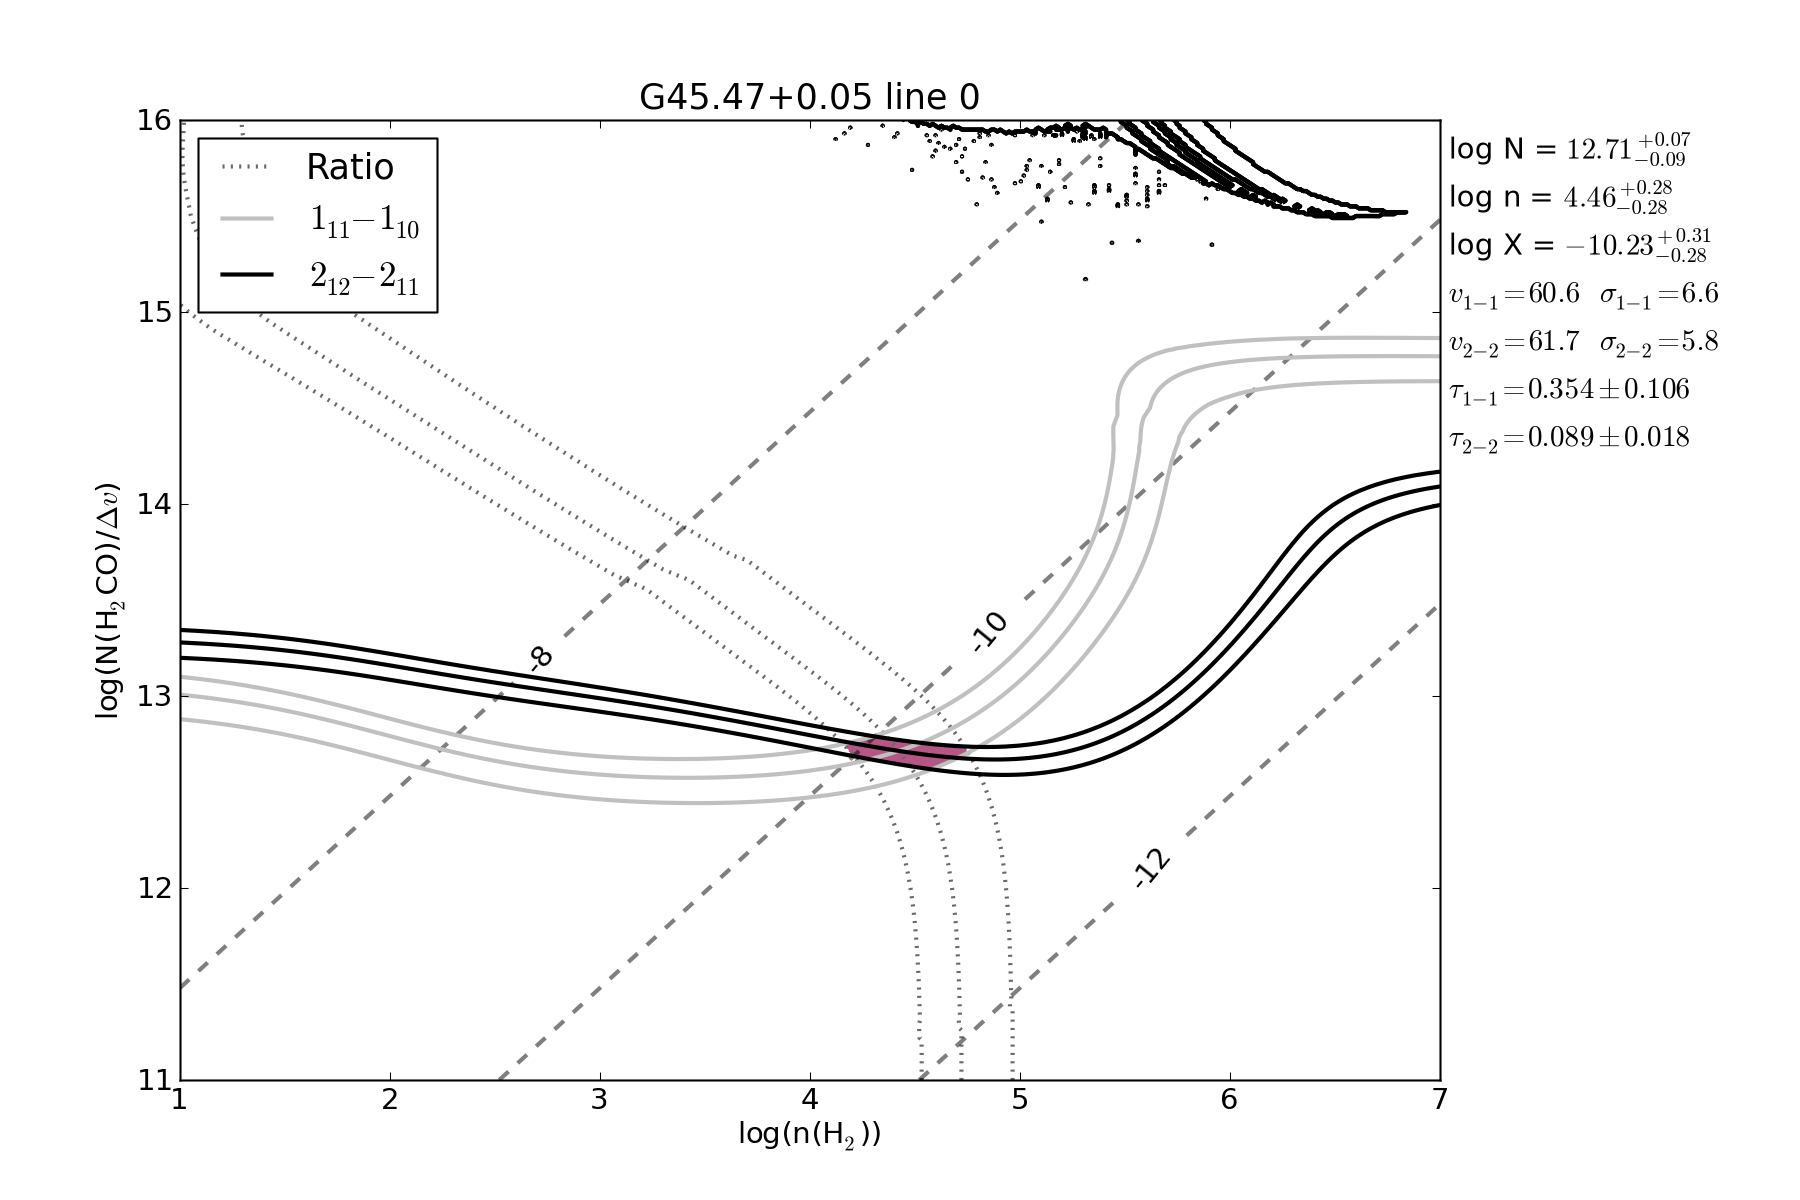 G45.47+0.05 line 0
16
15
14
13
12
11
log(N(H₂CO)/Δv)
Ratio
1₁₁−1₁₀
2₁₂−2₁₁
-8
-10
-12
1 2 3 4 5 6 7
log(n(H₂))
log N = 12.71 +0.07 −0.09
log n = 4.46 +0.28 −0.28
log X = −10.23 +0.31 −0.28
v₁₋₁=60.6 σ₁₋₁=6.6
v₂₋₂=61.7 σ₂₋₂=5.8
τ₁₋₁=0.354±0.106
τ₂₋₂=0.089±0.018